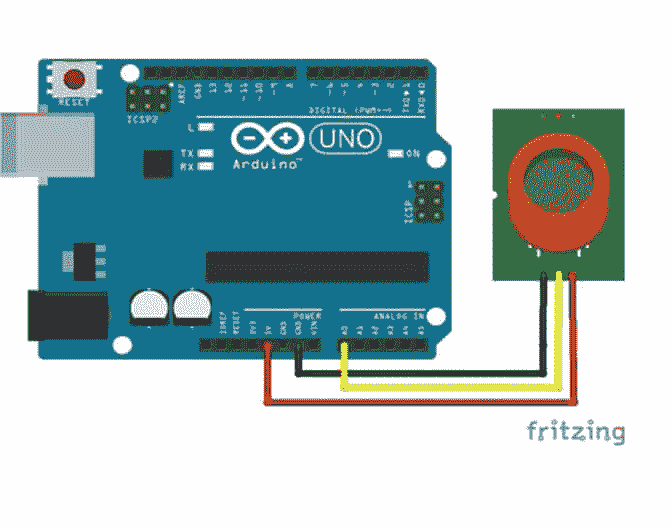 RESET
ICSP2
AREF
GND
13
12
~11
~10
~9
8
7
~6
~5
4
~3
2
TX▸1
RX◂0
DIGITAL (PWM~)
L
TX
RX
UNO
Arduino™
ON
1
ICSP
POWER
ANALOG IN
IOREF
RESET
3V3
5V
GND
GND
VIN
A0
A1
A2
A3
A4
A5
fritzing